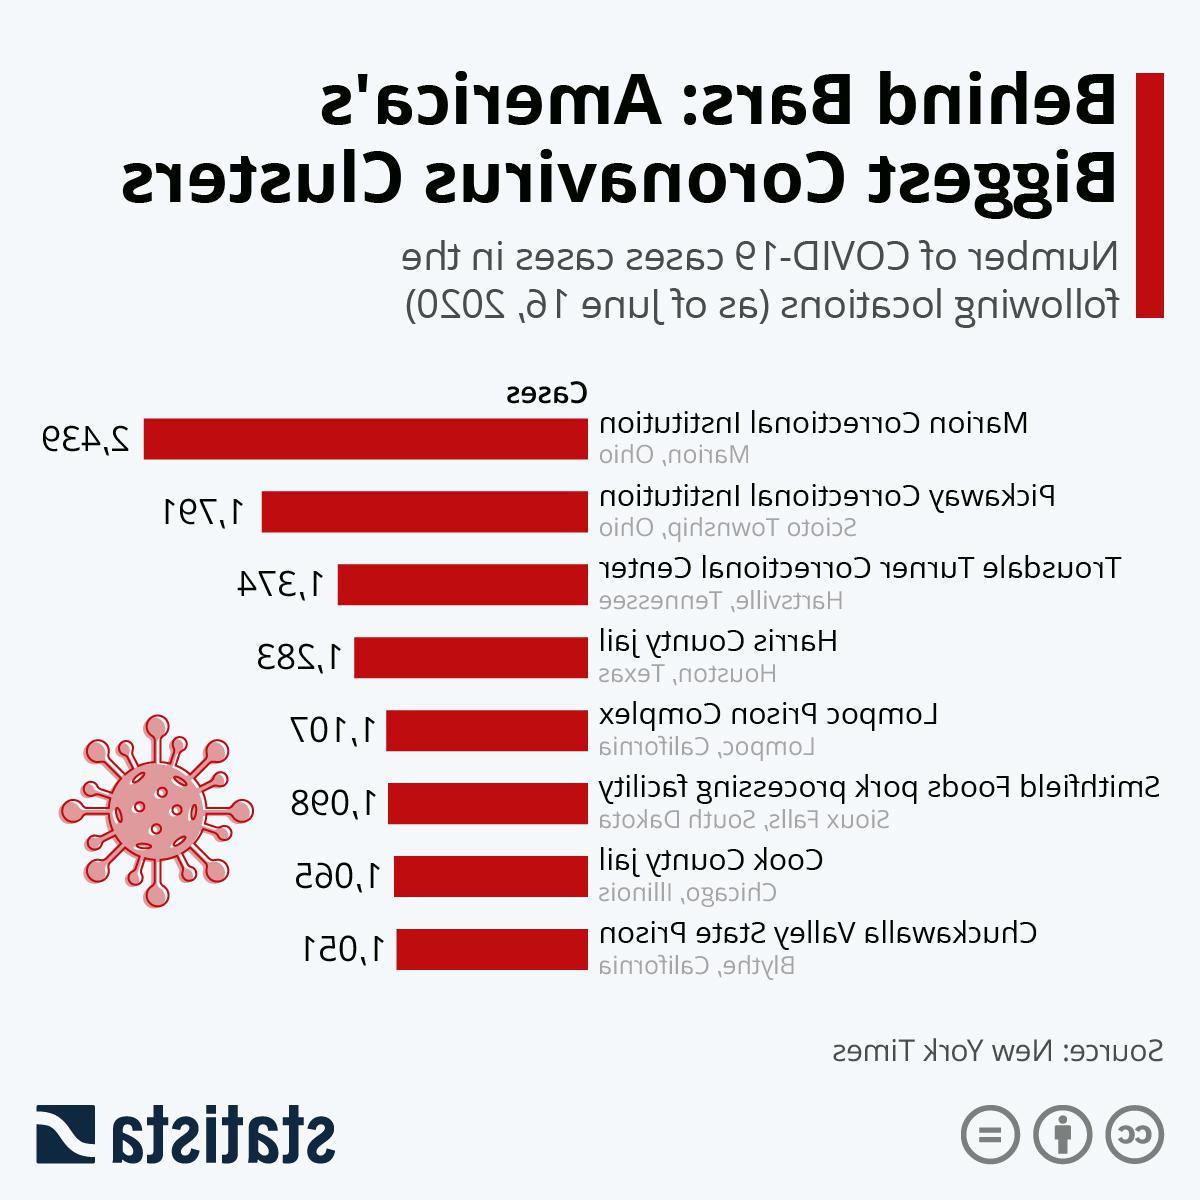 Behind Bars: America's
Biggest Coronavirus Clusters
Number of COVID-19 cases cases in the
following locations (as of June 16, 2020)
Cases
Marion Correctional Institution
Marion, Ohio
2,439
Pickaway Correctional Institution
Scioto Township, Ohio
1,791
Trousdale Turner Correctional Center
Hartsville, Tennessee
1,374
Harris County jail
Houston, Texas
1,283
Lompoc Prison Complex
Lompoc, California
1,107
Smithfield Foods pork processing facility
Sioux Falls, South Dakota
1,098
Cook County jail
Chicago, Illinois
1,065
Chuckawalla Valley State Prison
Blythe, California
1,051
Source: New York Times
cc
statista